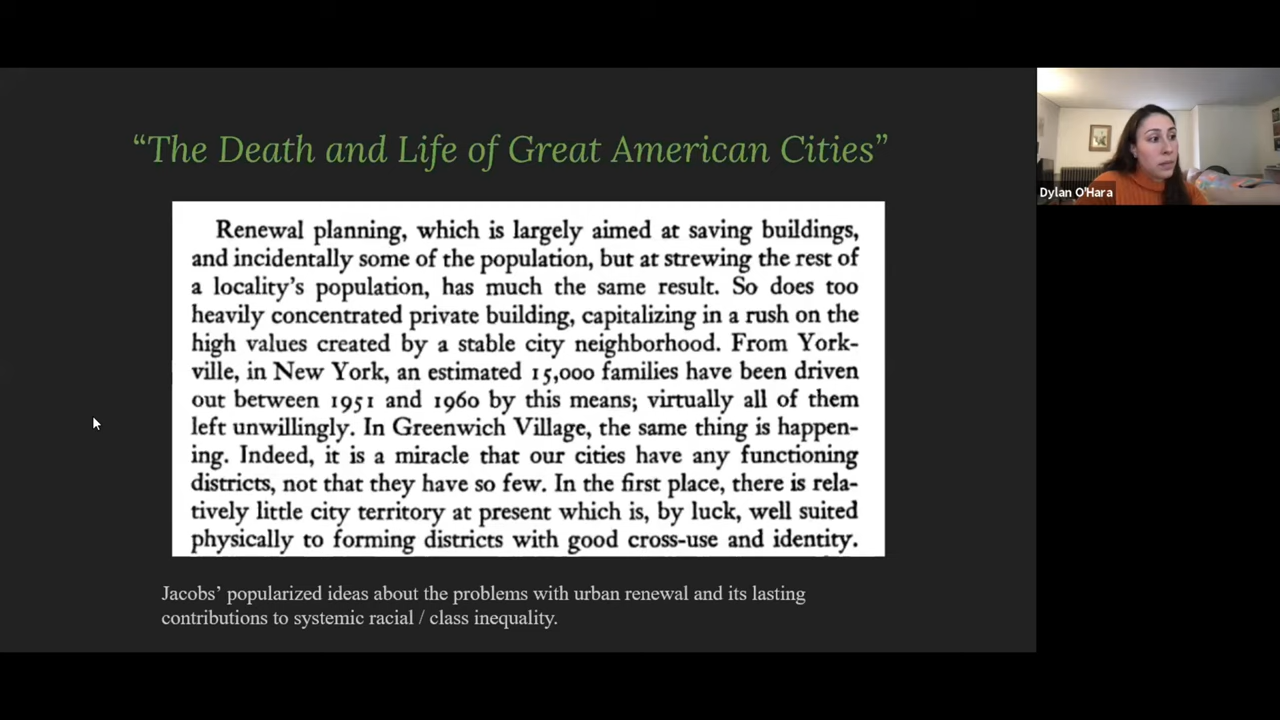 “The Death and Life of Great American Cities”
Renewal planning, which is largely aimed at saving buildings,
and incidentally some of the population, but at strewing the rest of
a locality’s population, has much the same result. So does too
heavily concentrated private building, capitalizing in a rush on the
high values created by a stable city neighborhood. From York-
ville, in New York, an estimated 15,000 families have been driven
out between 1951 and 1960 by this means; virtually all of them
left unwillingly. In Greenwich Village, the same thing is happen-
ing. Indeed, it is a miracle that our cities have any functioning
districts, not that they have so few. In the first place, there is rela-
tively little city territory at present which is, by luck, well suited
physically to forming districts with good cross-use and identity.
Jacobs’ popularized ideas about the problems with urban renewal and its lasting
contributions to systemic racial / class inequality.
Dylan O'Hara